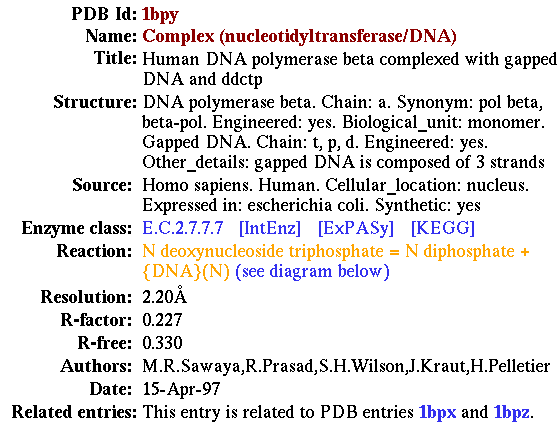 PDB Id: 1bpy
Name: Complex (nucleotidyltransferase/DNA)
Title: Human DNA polymerase beta complexed with gapped
DNA and ddctp
Structure: DNA polymerase beta. Chain: a. Synonym: pol beta,
beta-pol. Engineered: yes. Biological_unit: monomer.
Gapped DNA. Chain: t, p, d. Engineered: yes.
Other_details: gapped DNA is composed of 3 strands
Source: Homo sapiens. Human. Cellular_location: nucleus.
Expressed in: escherichia coli. Synthetic: yes
Enzyme class: E.C.2.7.7.7 [IntEnz] [ExPASy] [KEGG]
Reaction: N deoxynucleoside triphosphate = N diphosphate +
{DNA}(N) (see diagram below)
Resolution: 2.20Å
R-factor: 0.227
R-free: 0.330
Authors: M.R.Sawaya,R.Prasad,S.H.Wilson,J.Kraut,H.Pelletier
Date: 15-Apr-97
Related entries: This entry is related to PDB entries 1bpx and 1bpz.